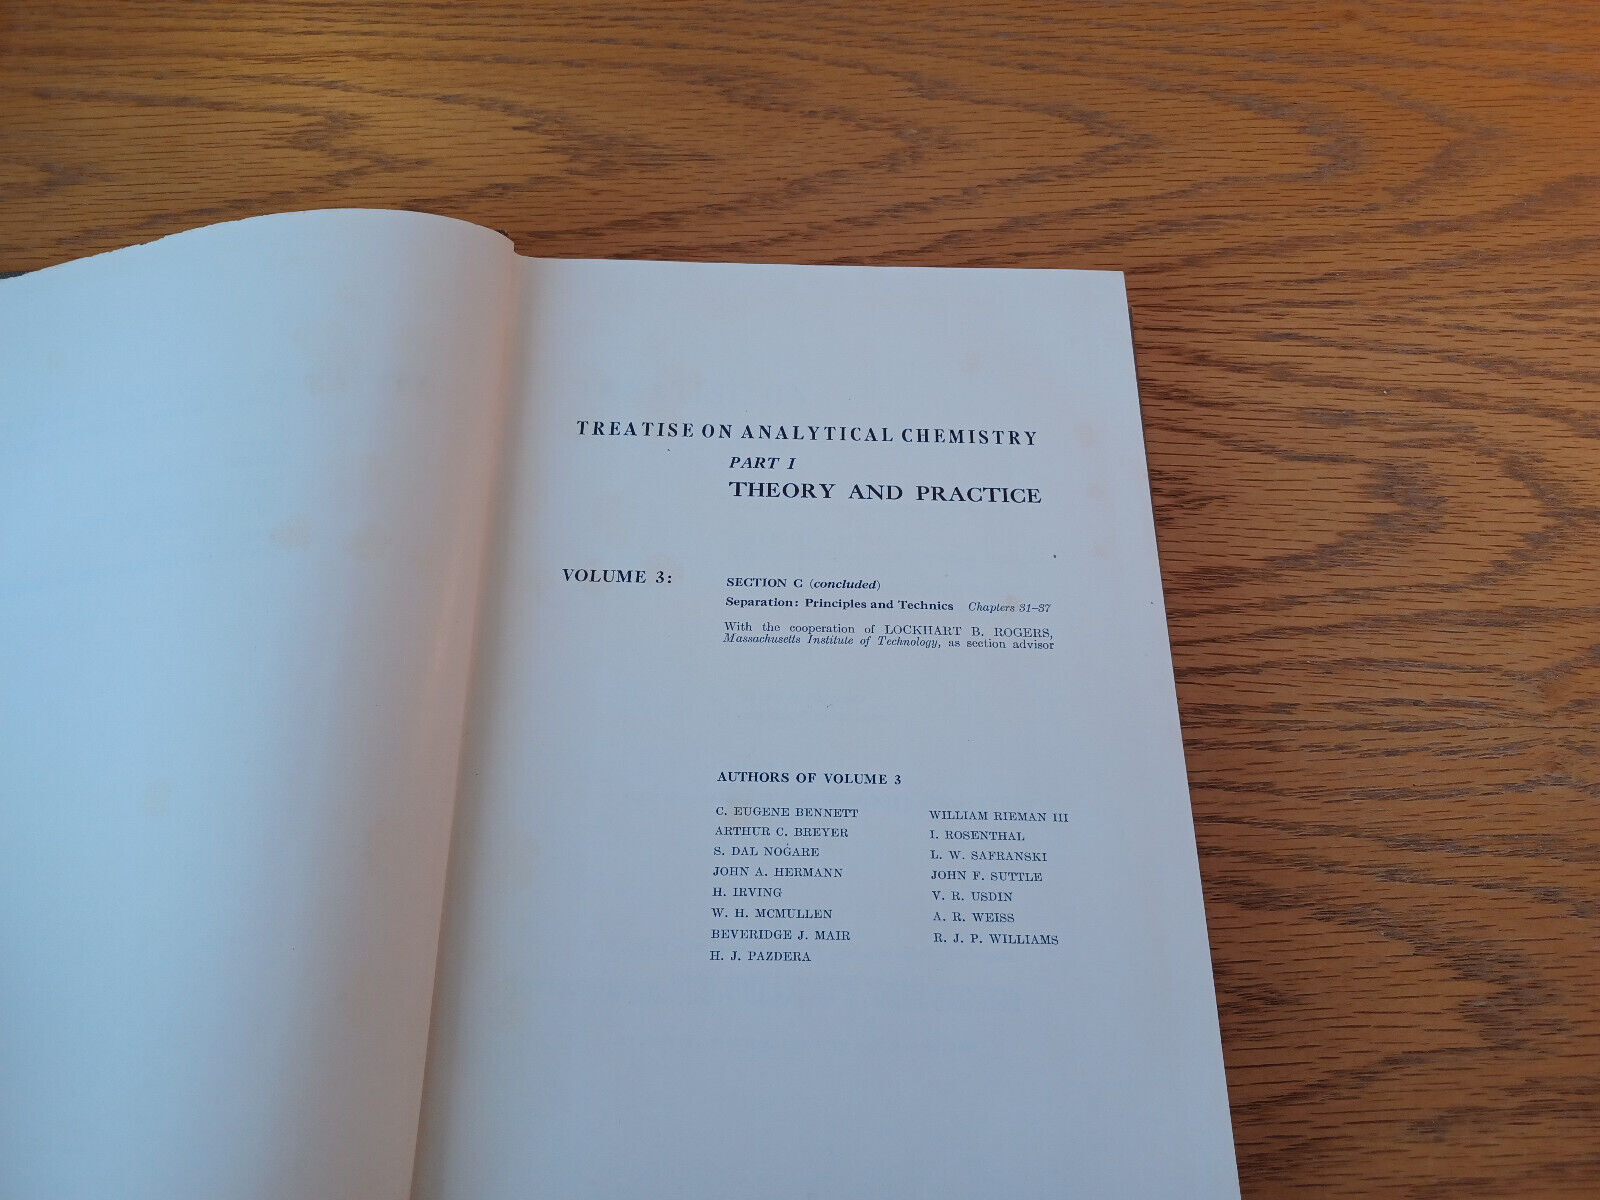 TREATISE ON ANALYTICAL CHEMISTRY
PART I
THEORY AND PRACTICE
VOLUME 3:
SECTION C (concluded)
Separation: Principles and Technics Chapters 31–37
With the cooperation of LOCKHART B. ROGERS,
Massachusetts Institute of Technology, as section advisor
AUTHORS OF VOLUME 3
C. EUGENE BENNETT
ARTHUR C. BREYER
S. DAL NOGARE
JOHN A. HERMANN
H. IRVING
W. H. MCMULLEN
BEVERIDGE J. MAIR
H. J. PAZDERA
WILLIAM RIEMAN III
I. ROSENTHAL
L. W. SAFRANSKI
JOHN F. SUTTLE
V. R. USDIN
A. R. WEISS
R. J. P. WILLIAMS